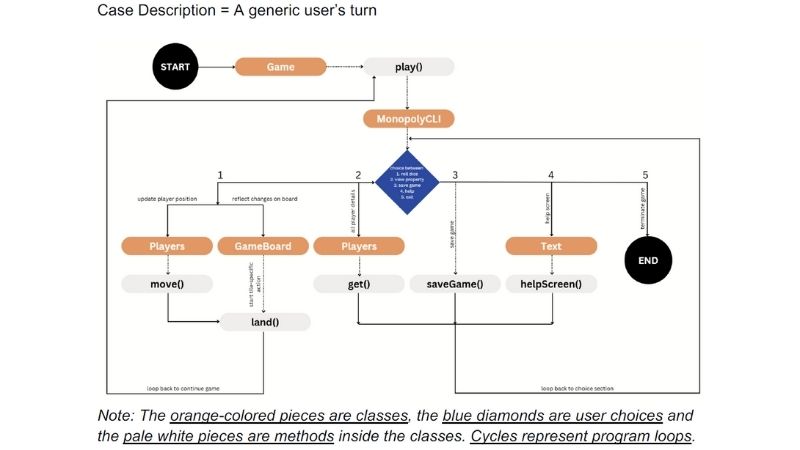 Case Description = A generic user's turn
START
Game
play()
MonopolyCLI
choice between
1. roll dice
2. view property
3. save game
4. help
5. exit
1
2
3
4
5
update player position
reflect changes on board
all player details
save game
help screen
terminate game
Players
GameBoard
Players
Text
END
move()
start tile-specific
action
get()
saveGame()
helpScreen()
land()
loop back to continue game
loop back to choice section
Note: The orange-colored pieces are classes, the blue diamonds are user choices and
the pale white pieces are methods inside the classes. Cycles represent program loops.